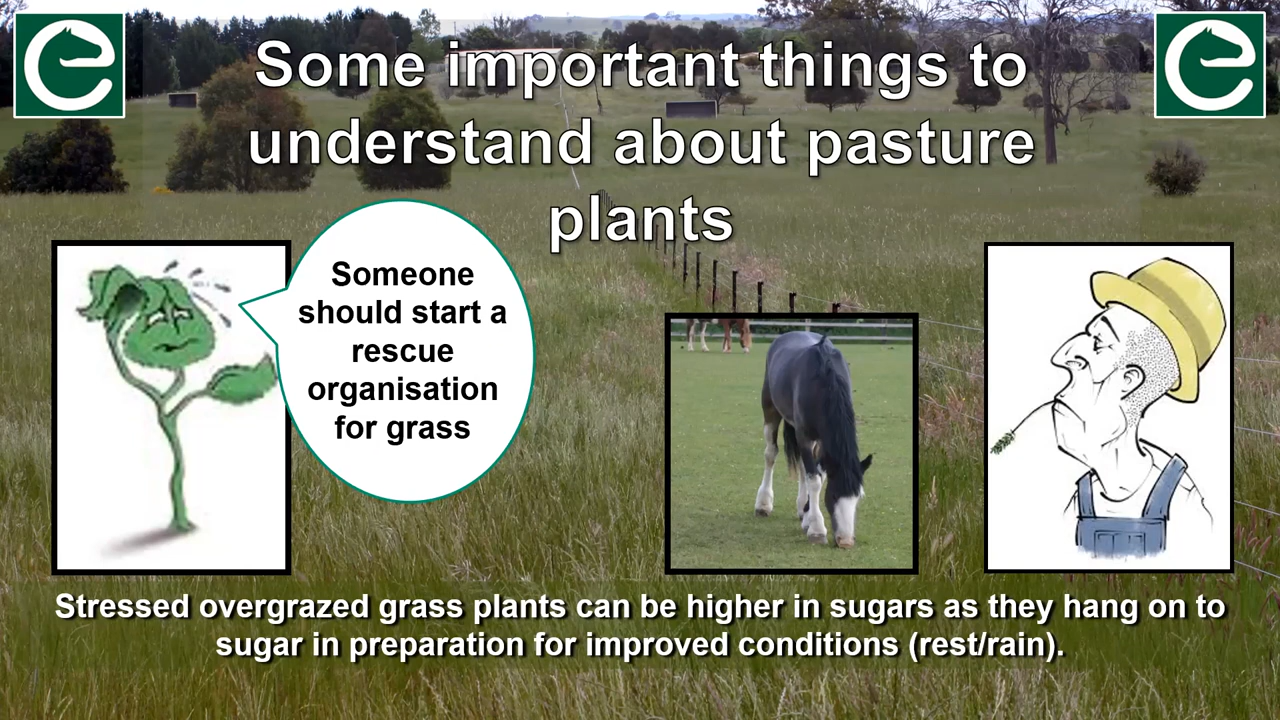 Some important things to
understand about pasture
plants
Someone
should start a
rescue
organisation
for grass
Stressed overgrazed grass plants can be higher in sugars as they hang on to
sugar in preparation for improved conditions (rest/rain).